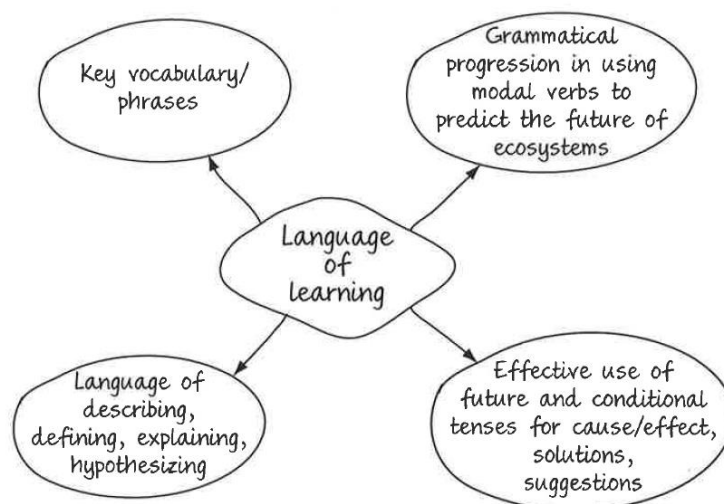 Key vocabulary/
phrases
Grammatical
progression in using
modal verbs to
predict the future of
ecosystems
Language
of
learning
Language of
describing,
defining, explaining,
hypothesizing
Effective use of
future and conditional
tenses for cause/effect,
solutions,
suggestions